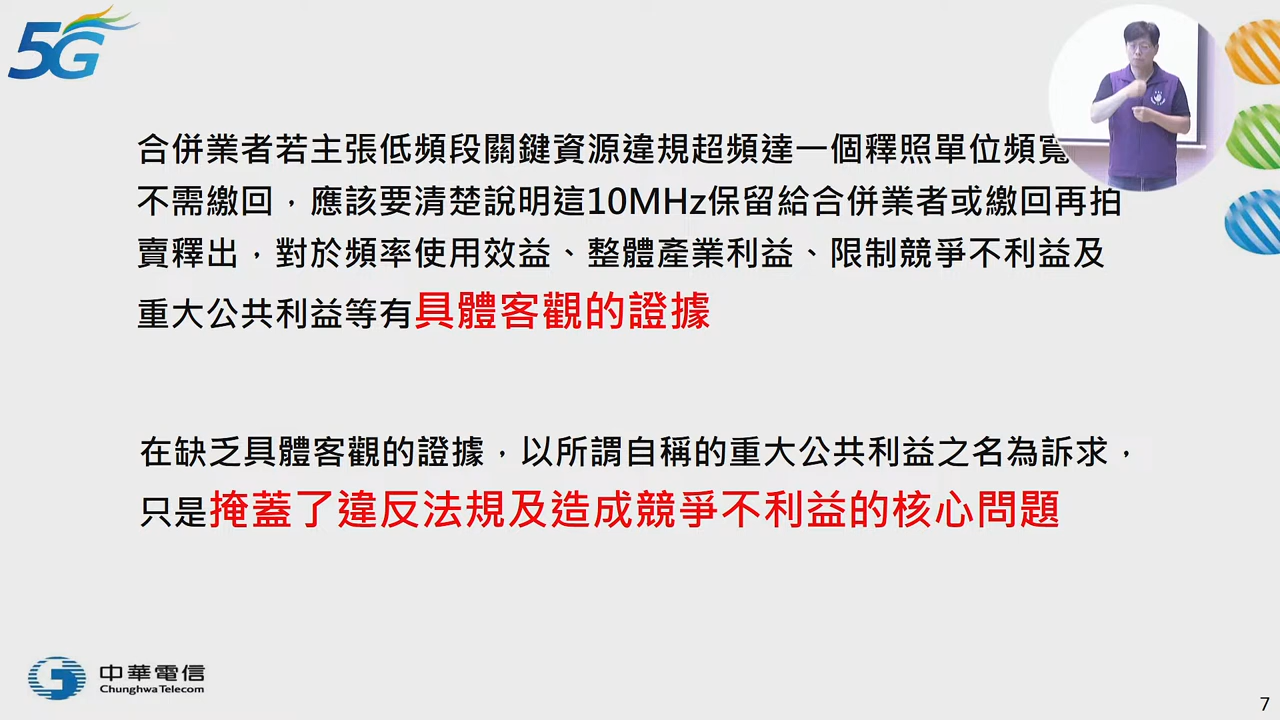 5G
合併業者若主張低頻段關鍵資源違規超頻達一個釋照單位頻寬
不需繳回，應該要清楚說明這10MHz保留給合併業者或繳回再拍
賣釋出，對於頻率使用效益、整體產業利益、限制競爭不利益及
重大公共利益等有具體客觀的證據
在缺乏具體客觀的證據，以所謂自稱的重大公共利益之名為訴求，
只是掩蓋了違反法規及造成競爭不利益的核心問題
中華電信
Chunghwa Telecom
7